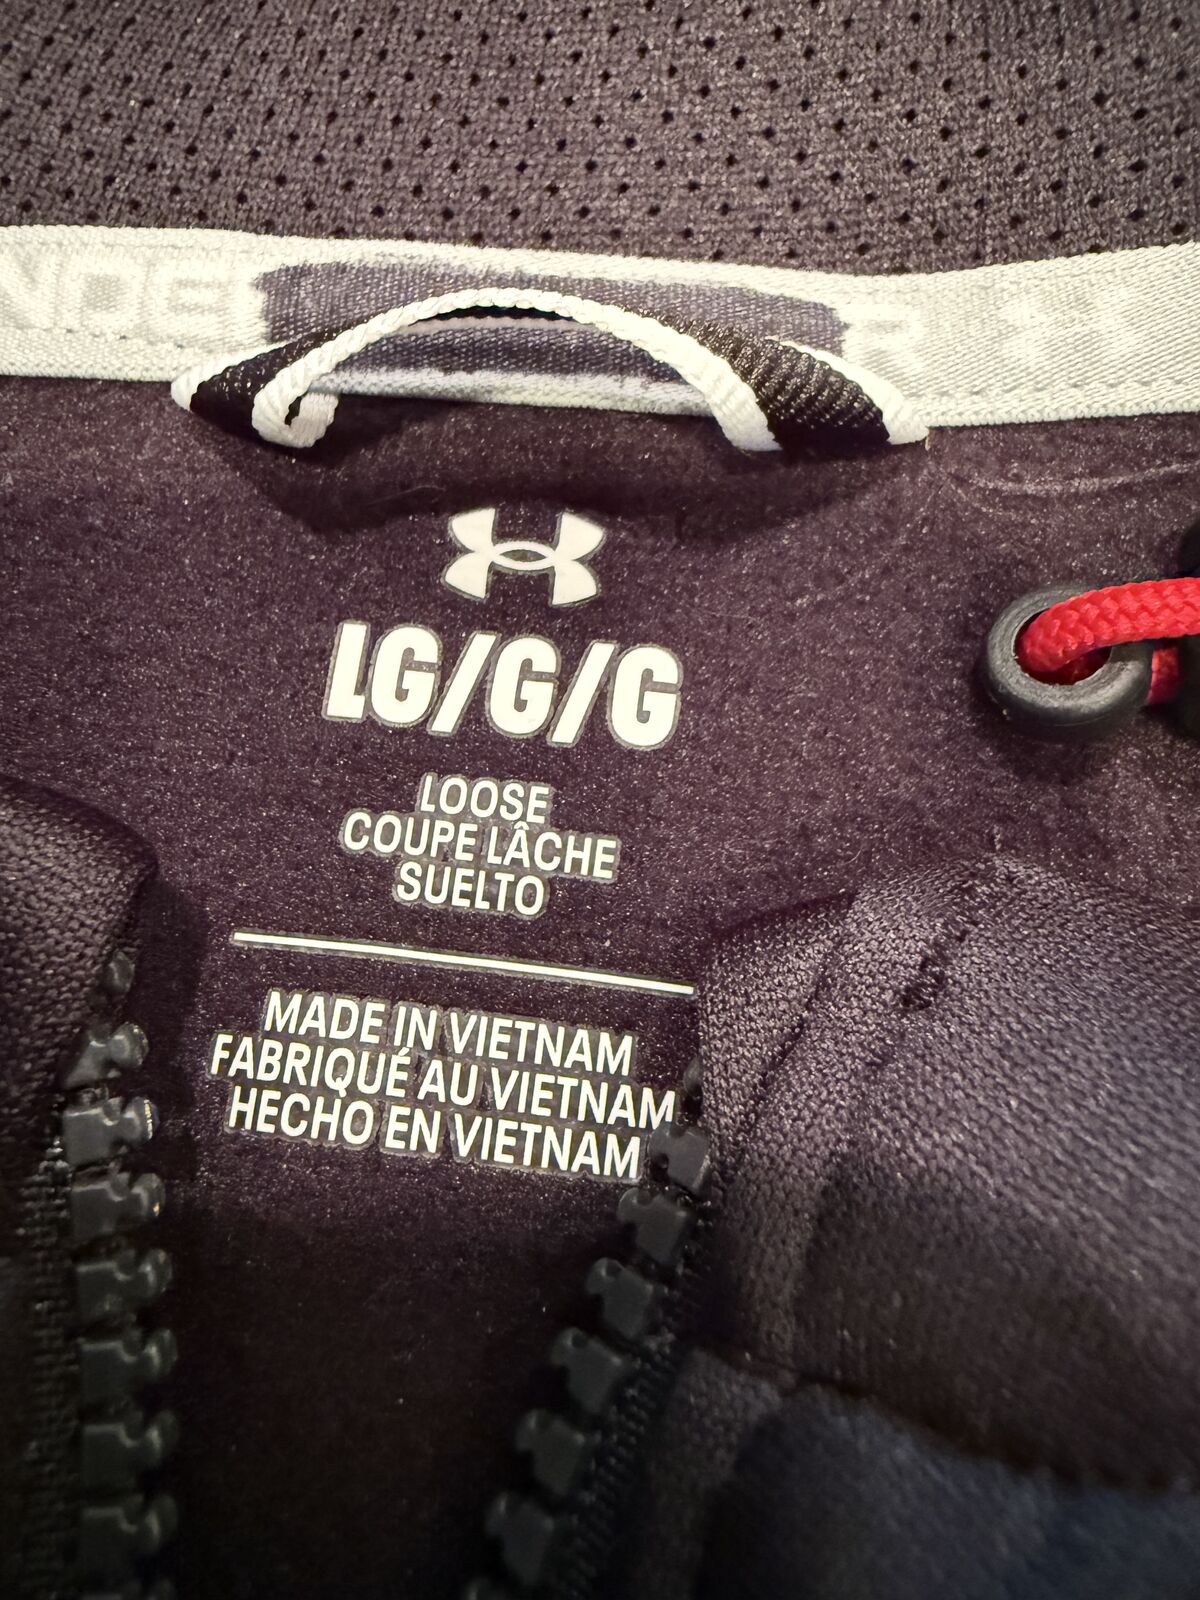 LG/G/G
LOOSE
COUPE LÂCHE
SUELTO
MADE IN VIETNAM
FABRIQUÉ AU VIETNAM
HECHO EN VIETNAM